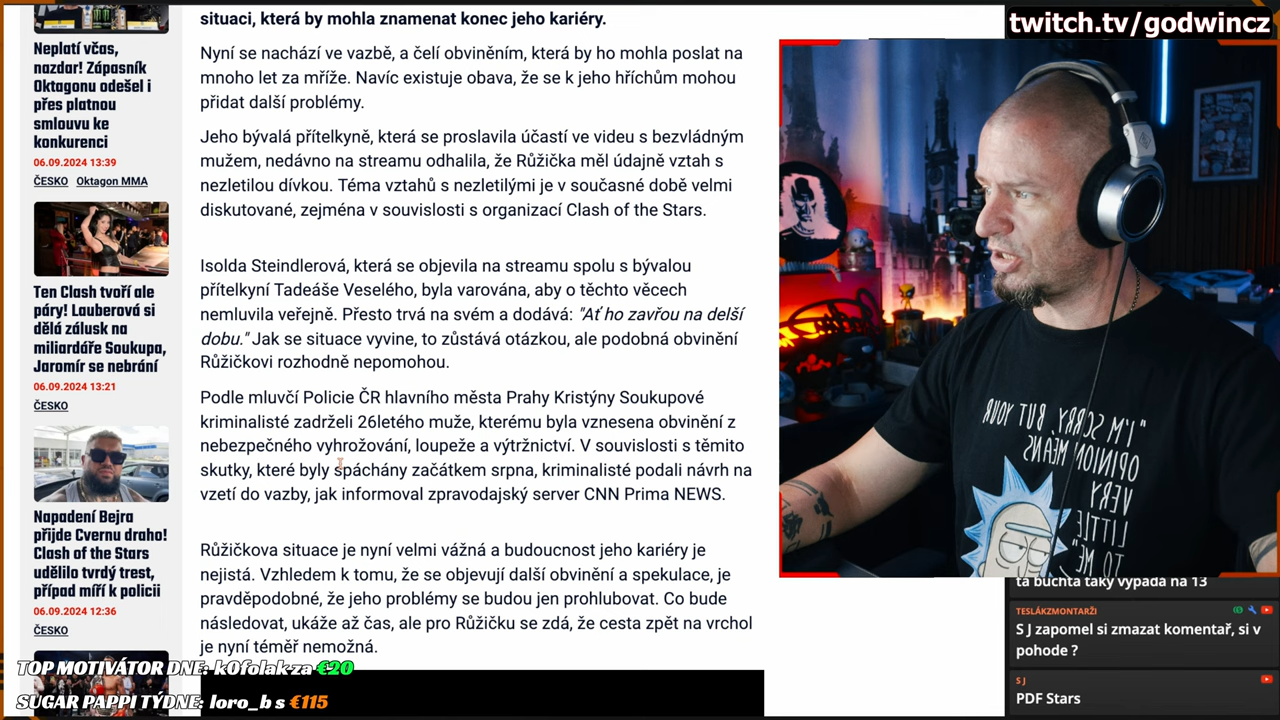 twitch.tv/godwincz
situaci, která by mohla znamenat konec jeho kariéry.
Nyní se nachází ve vazbě, a čelí obviněním, která by ho mohla poslat na
mnoho let za mříže. Navíc existuje obava, že se k jeho hříchům mohou
přidat další problémy.
Jeho bývalá přítelkyně, která se proslavila účastí ve videu s bezvládným
mužem, nedávno na streamu odhalila, že Růžička měl údajně vztah s
nezletilou dívkou. Téma vztahů s nezletilými je v současné době velmi
diskutované, zejména v souvislosti s organizací Clash of the Stars.
Isolda Steindlerová, která se objevila na streamu spolu s bývalou
přítelkyní Tadeáše Veselého, byla varována, aby o těchto věcech
nemluvila veřejně. Přesto trvá na svém a dodává: "Ať ho zavřou na delší
dobu." Jak se situace vyvine, to zůstává otázkou, ale podobná obvinění
Růžičkovi rozhodně nepomohou.
Podle mluvčí Policie ČR hlavního města Prahy Kristýny Soukupové
kriminalisté zadrželi 26letého muže, kterému byla vznesena obvinění z
nebezpečného vyhrožování, loupeže a výtržnictví. V souvislosti s těmito
skutky, které byly spáchány začátkem srpna, kriminalisté podali návrh na
vzetí do vazby, jak informoval zpravodajský server CNN Prima NEWS.
Růžičkova situace je nyní velmi vážná a budoucnost jeho kariéry je
nejistá. Vzhledem k tomu, že se objevují další obvinění a spekulace, je
pravděpodobné, že jeho problémy se budou jen prohlubovat. Co bude
následovat, ukáže až čas, ale pro Růžičku se zdá, že cesta zpět na vrchol
je nyní téměř nemožná.
Neplatí včas,
nazdar! Zápasník
Oktagonu odešel i
přes platnou
smlouvu ke
konkurenci
06.09.2024 13:39
ČESKO Oktagon MMA
Ten Clash tvoří ale
páry! Lauberová si
dělá zálusk na
miliardáře Soukupa,
Jaromír se nebrání
06.09.2024 13:21
ČESKO
Napadení Bejra
přijde Cvernu draho!
Clash of the Stars
udělilo tvrdý trest,
případ míří k policii
06.09.2024 12:36
ČESKO
TOP MOTIVÁTOR DNE: k0folak za €20
SUGAR PAPPI TÝDNE: loro_b s €115
"I'M SORRY, BUT YOUR
OPINION MEANS
VERY
LITTLE
TO ME"
ta buchta taky vypada na 13
TESLÁKZMONTARŽI
S J zapomel si zmazat komentař, si v
pohode ?
S J
PDF Stars